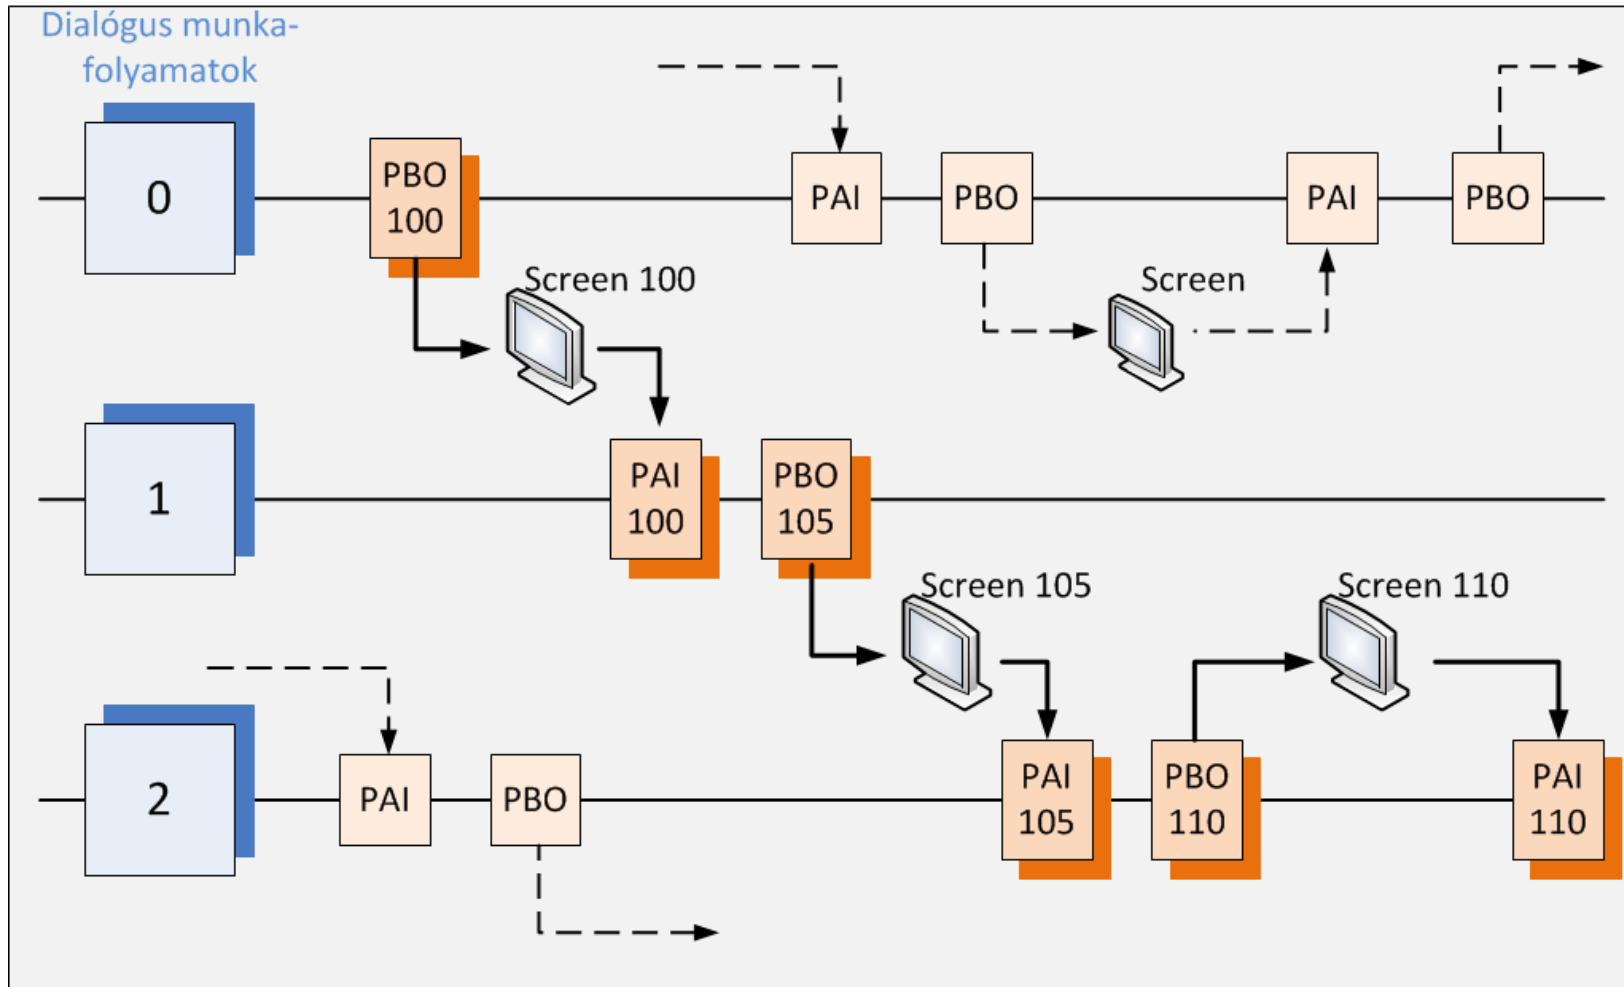 Dialógus munka-
folyamatok
0
PBO
100
PAI
PBO
PAI
PBO
Screen 100
Screen
1
PAI
100
PBO
105
Screen 105
Screen 110
2
PAI
PBO
PAI
105
PBO
110
PAI
110